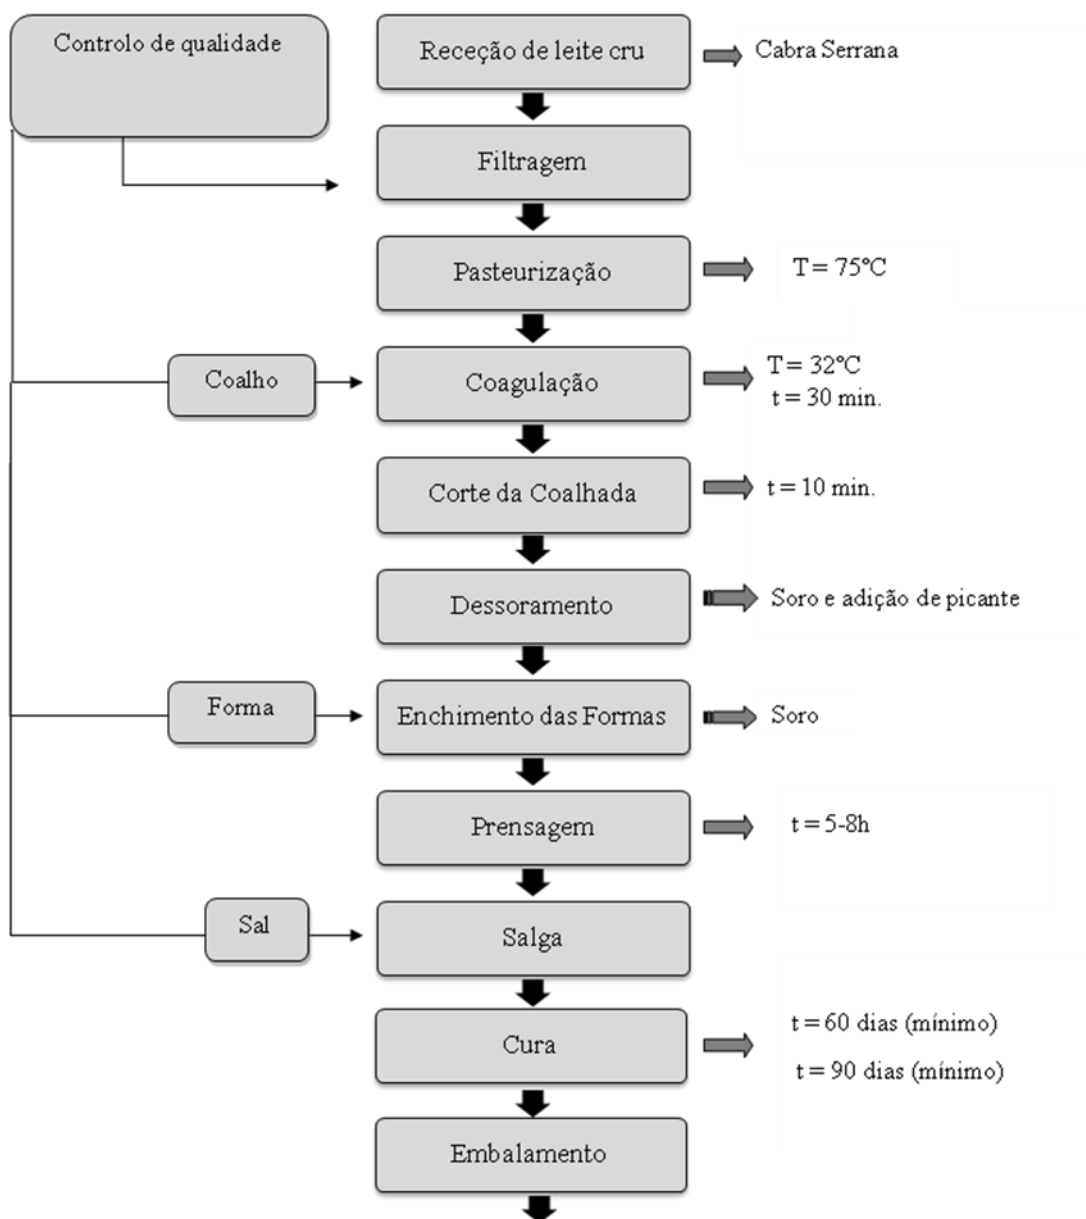 Controlo de qualidade
Receção de leite cru
Cabra Serrana
Filtragem
Pasteurização
T = 75°C
Coalho
Coagulação
T = 32°C
t = 30 min.
Corte da Coalhada
t = 10 min.
Dessoramento
Soro e adição de picante
Forma
Enchimento das Formas
Soro
Prensagem
t = 5-8h
Sal
Salga
Cura
t = 60 dias (mínimo)
t = 90 dias (mínimo)
Embalamento